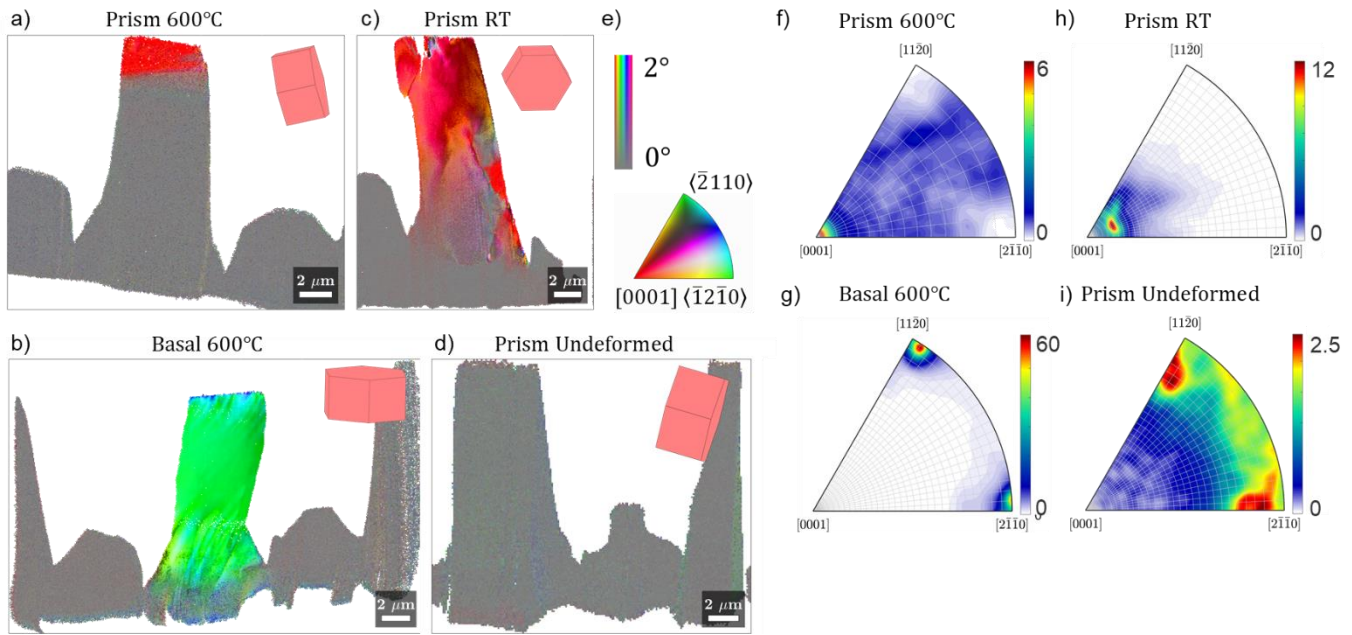 a) Prism 600°C
2 μm
c) Prism RT
2 μm
e)
2°
0°
⟨2̅110⟩
[0001] ⟨1̅21̅0⟩
b) Basal 600°C
2 μm
d) Prism Undeformed
2 μm
f) Prism 600°C
[112̅0]
6
0
[0001]
[21̅1̅0]
h) Prism RT
[112̅0]
12
0
[0001]
[21̅1̅0]
g) Basal 600°C
[112̅0]
60
0
[0001]
[21̅1̅0]
i) Prism Undeformed
[112̅0]
2.5
0
[0001]
[21̅1̅0]